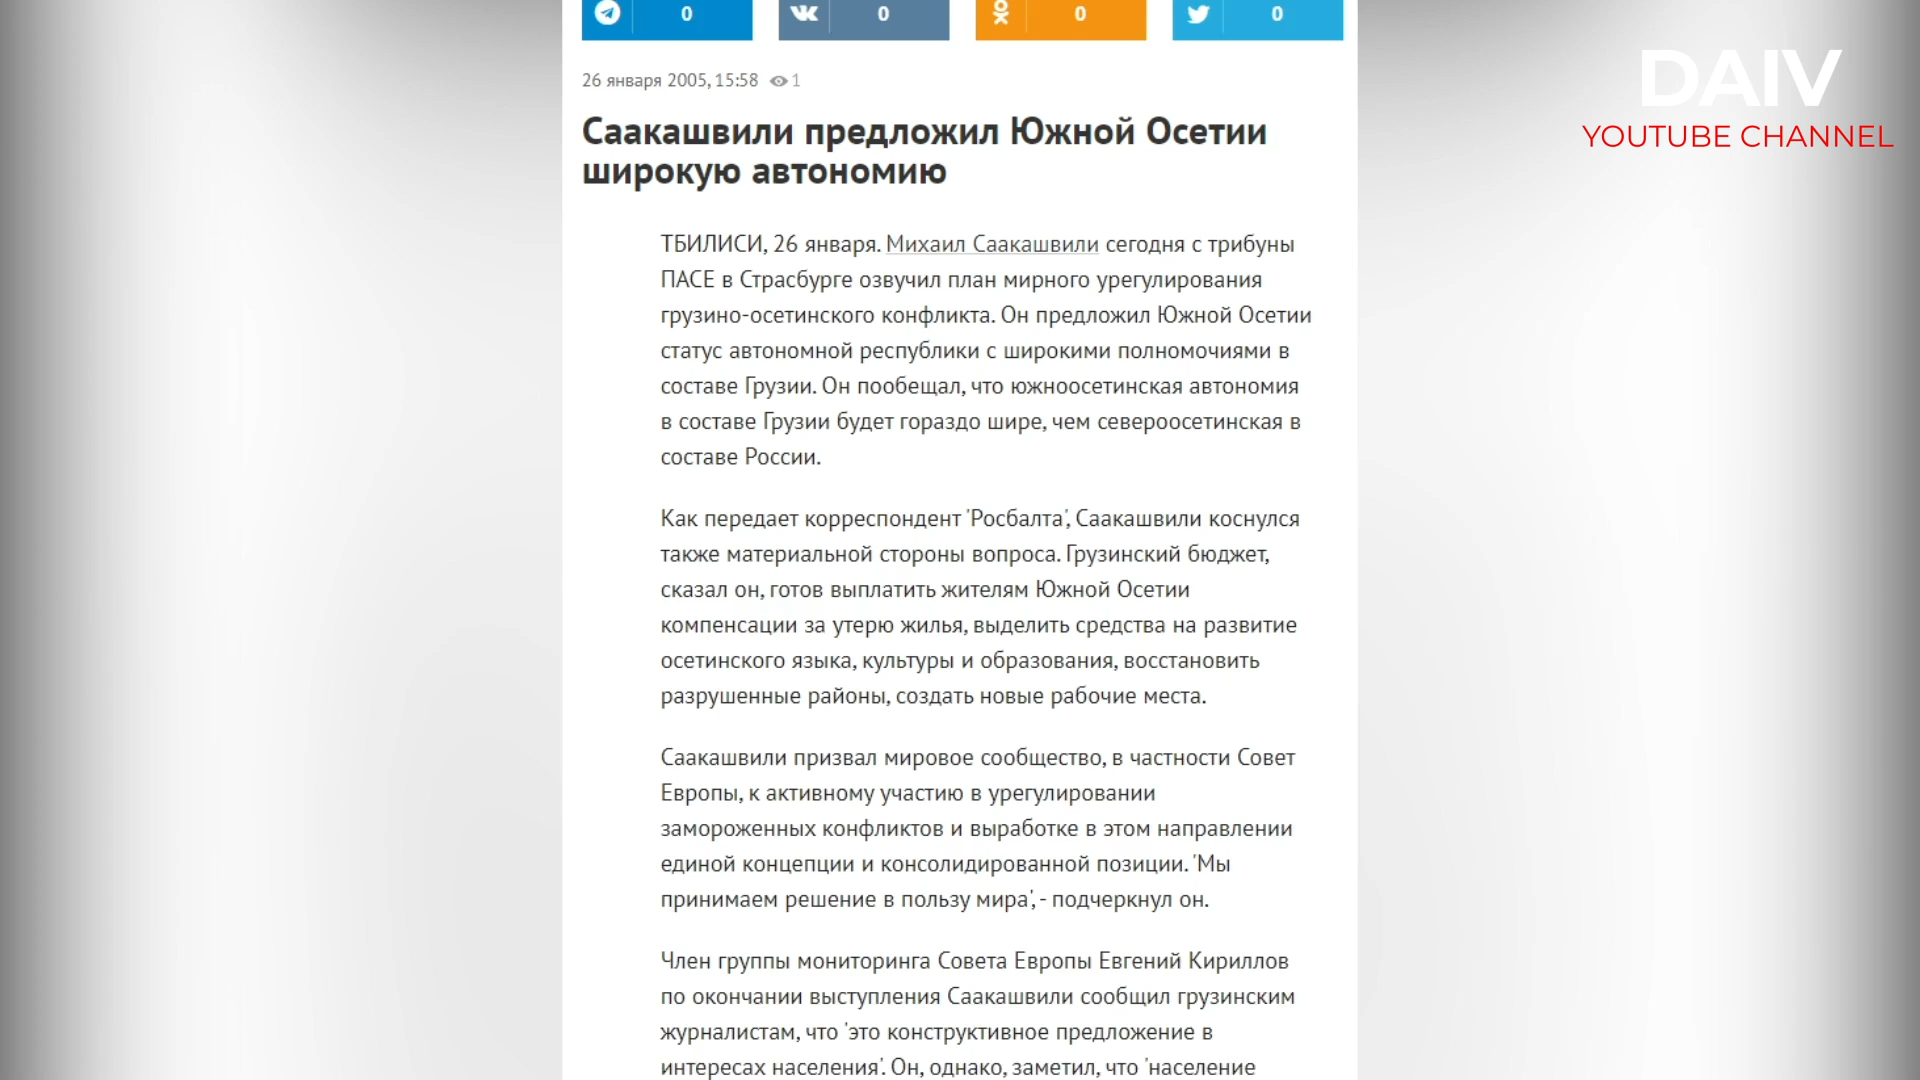 0 0 0 0
DAIV
YOUTUBE CHANNEL
26 января 2005, 15:58 1
Саакашвили предложил Южной Осетии
широкую автономию
ТБИЛИСИ, 26 января. Михаил Саакашвили сегодня с трибуны
ПАСЕ в Страсбурге озвучил план мирного урегулирования
грузино-осетинского конфликта. Он предложил Южной Осетии
статус автономной республики с широкими полномочиями в
составе Грузии. Он пообещал, что южноосетинская автономия
в составе Грузии будет гораздо шире, чем североосетинская в
составе России.
Как передает корреспондент 'Росбалта', Саакашвили коснулся
также материальной стороны вопроса. Грузинский бюджет,
сказал он, готов выплатить жителям Южной Осетии
компенсации за утерю жилья, выделить средства на развитие
осетинского языка, культуры и образования, восстановить
разрушенные районы, создать новые рабочие места.
Саакашвили призвал мировое сообщество, в частности Совет
Европы, к активному участию в урегулировании
замороженных конфликтов и выработке в этом направлении
единой концепции и консолидированной позиции. 'Мы
принимаем решение в пользу мира', - подчеркнул он.
Член группы мониторинга Совета Европы Евгений Кириллов
по окончании выступления Саакашвили сообщил грузинским
журналистам, что 'это конструктивное предложение в
интересах населения'. Он, однако, заметил, что 'население